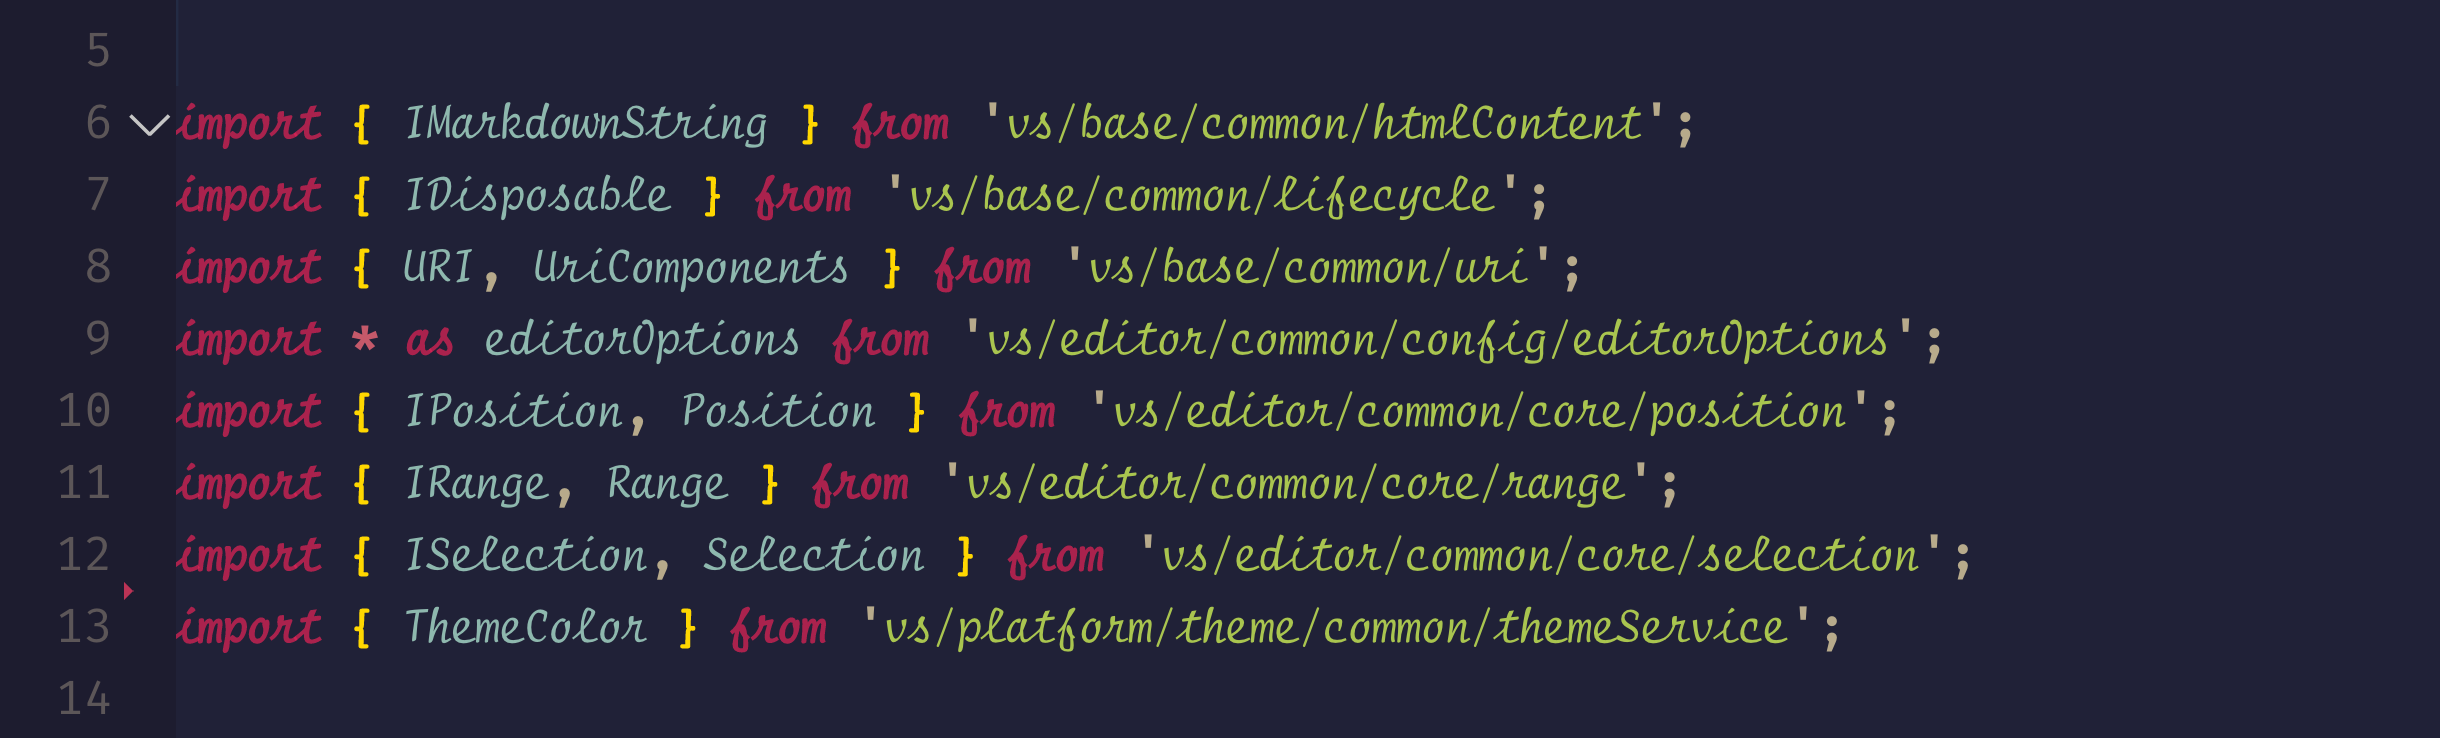 5
6 import { IMarkdownString } from 'vs/base/common/htmlContent';
7 import { IDisposable } from 'vs/base/common/lifecycle';
8 import { URI, UriComponents } from 'vs/base/common/uri';
9 import * as editorOptions from 'vs/editor/common/config/editorOptions';
10 import { IPosition, Position } from 'vs/editor/common/core/position';
11 import { IRange, Range } from 'vs/editor/common/core/range';
12 import { ISelection, Selection } from 'vs/editor/common/core/selection';
13 import { ThemeColor } from 'vs/platform/theme/common/themeService';
14